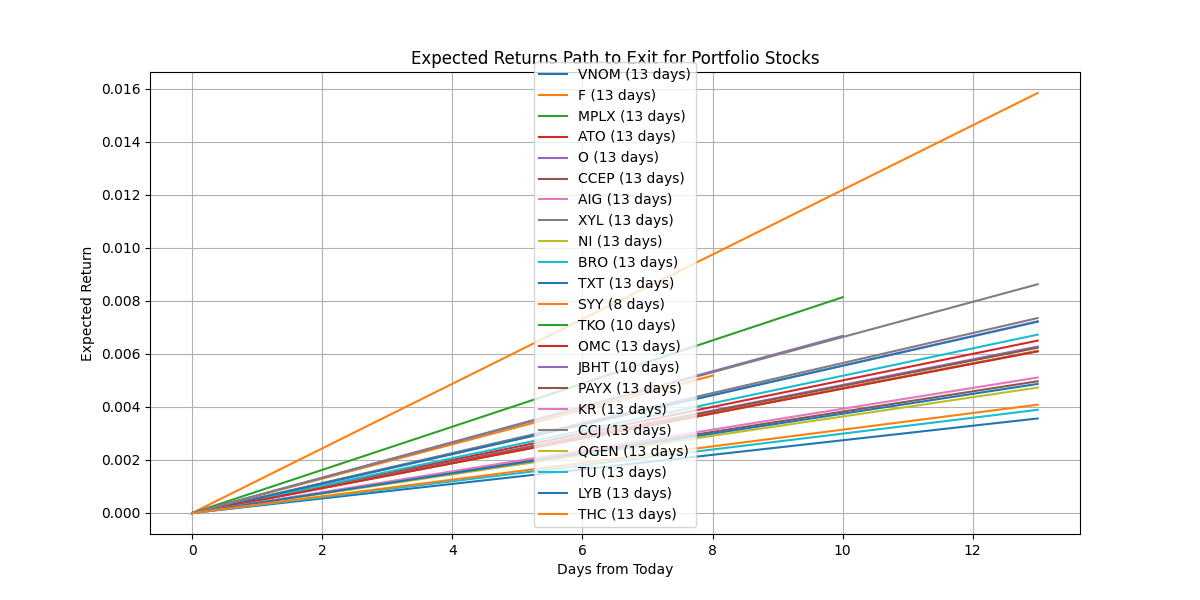 Expected Returns Path to Exit for Portfolio Stocks
VNOM (13 days)
F (13 days)
MPLX (13 days)
ATO (13 days)
O (13 days)
CCEP (13 days)
AIG (13 days)
XYL (13 days)
NI (13 days)
BRO (13 days)
TXT (13 days)
SYY (8 days)
TKO (10 days)
OMC (13 days)
JBHT (10 days)
PAYX (13 days)
KR (13 days)
CCJ (13 days)
QGEN (13 days)
TU (13 days)
LYB (13 days)
THC (13 days)
Expected Return
0.016
0.014
0.012
0.010
0.008
0.006
0.004
0.002
0.000
0 2 4 6 8 10 12
Days from Today